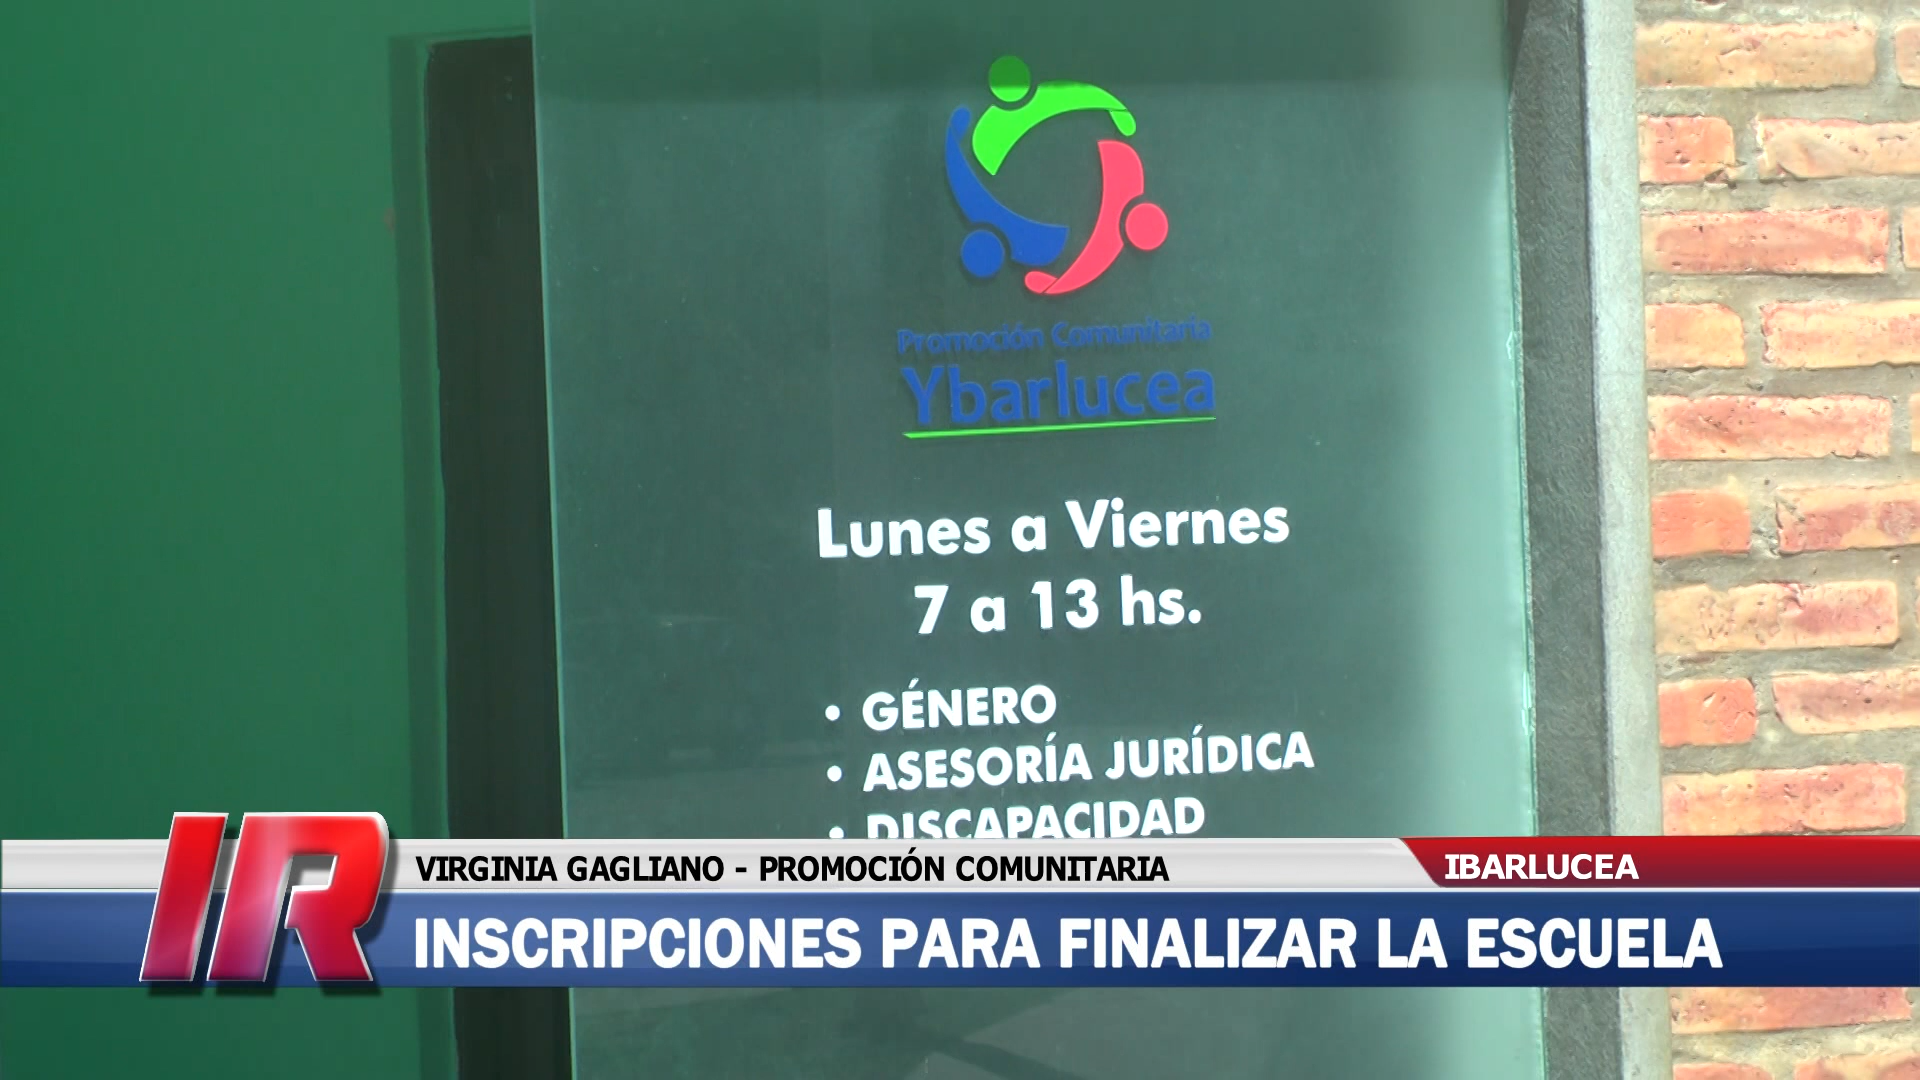 Promoción Comunitaria
Ybarlucea
Lunes a Viernes
7 a 13 hs.
• GÉNERO
• ASESORÍA JURÍDICA
• DISCAPACIDAD
IR
VIRGINIA GAGLIANO - PROMOCIÓN COMUNITARIA
IBARLUCEA
INSCRIPCIONES PARA FINALIZAR LA ESCUELA